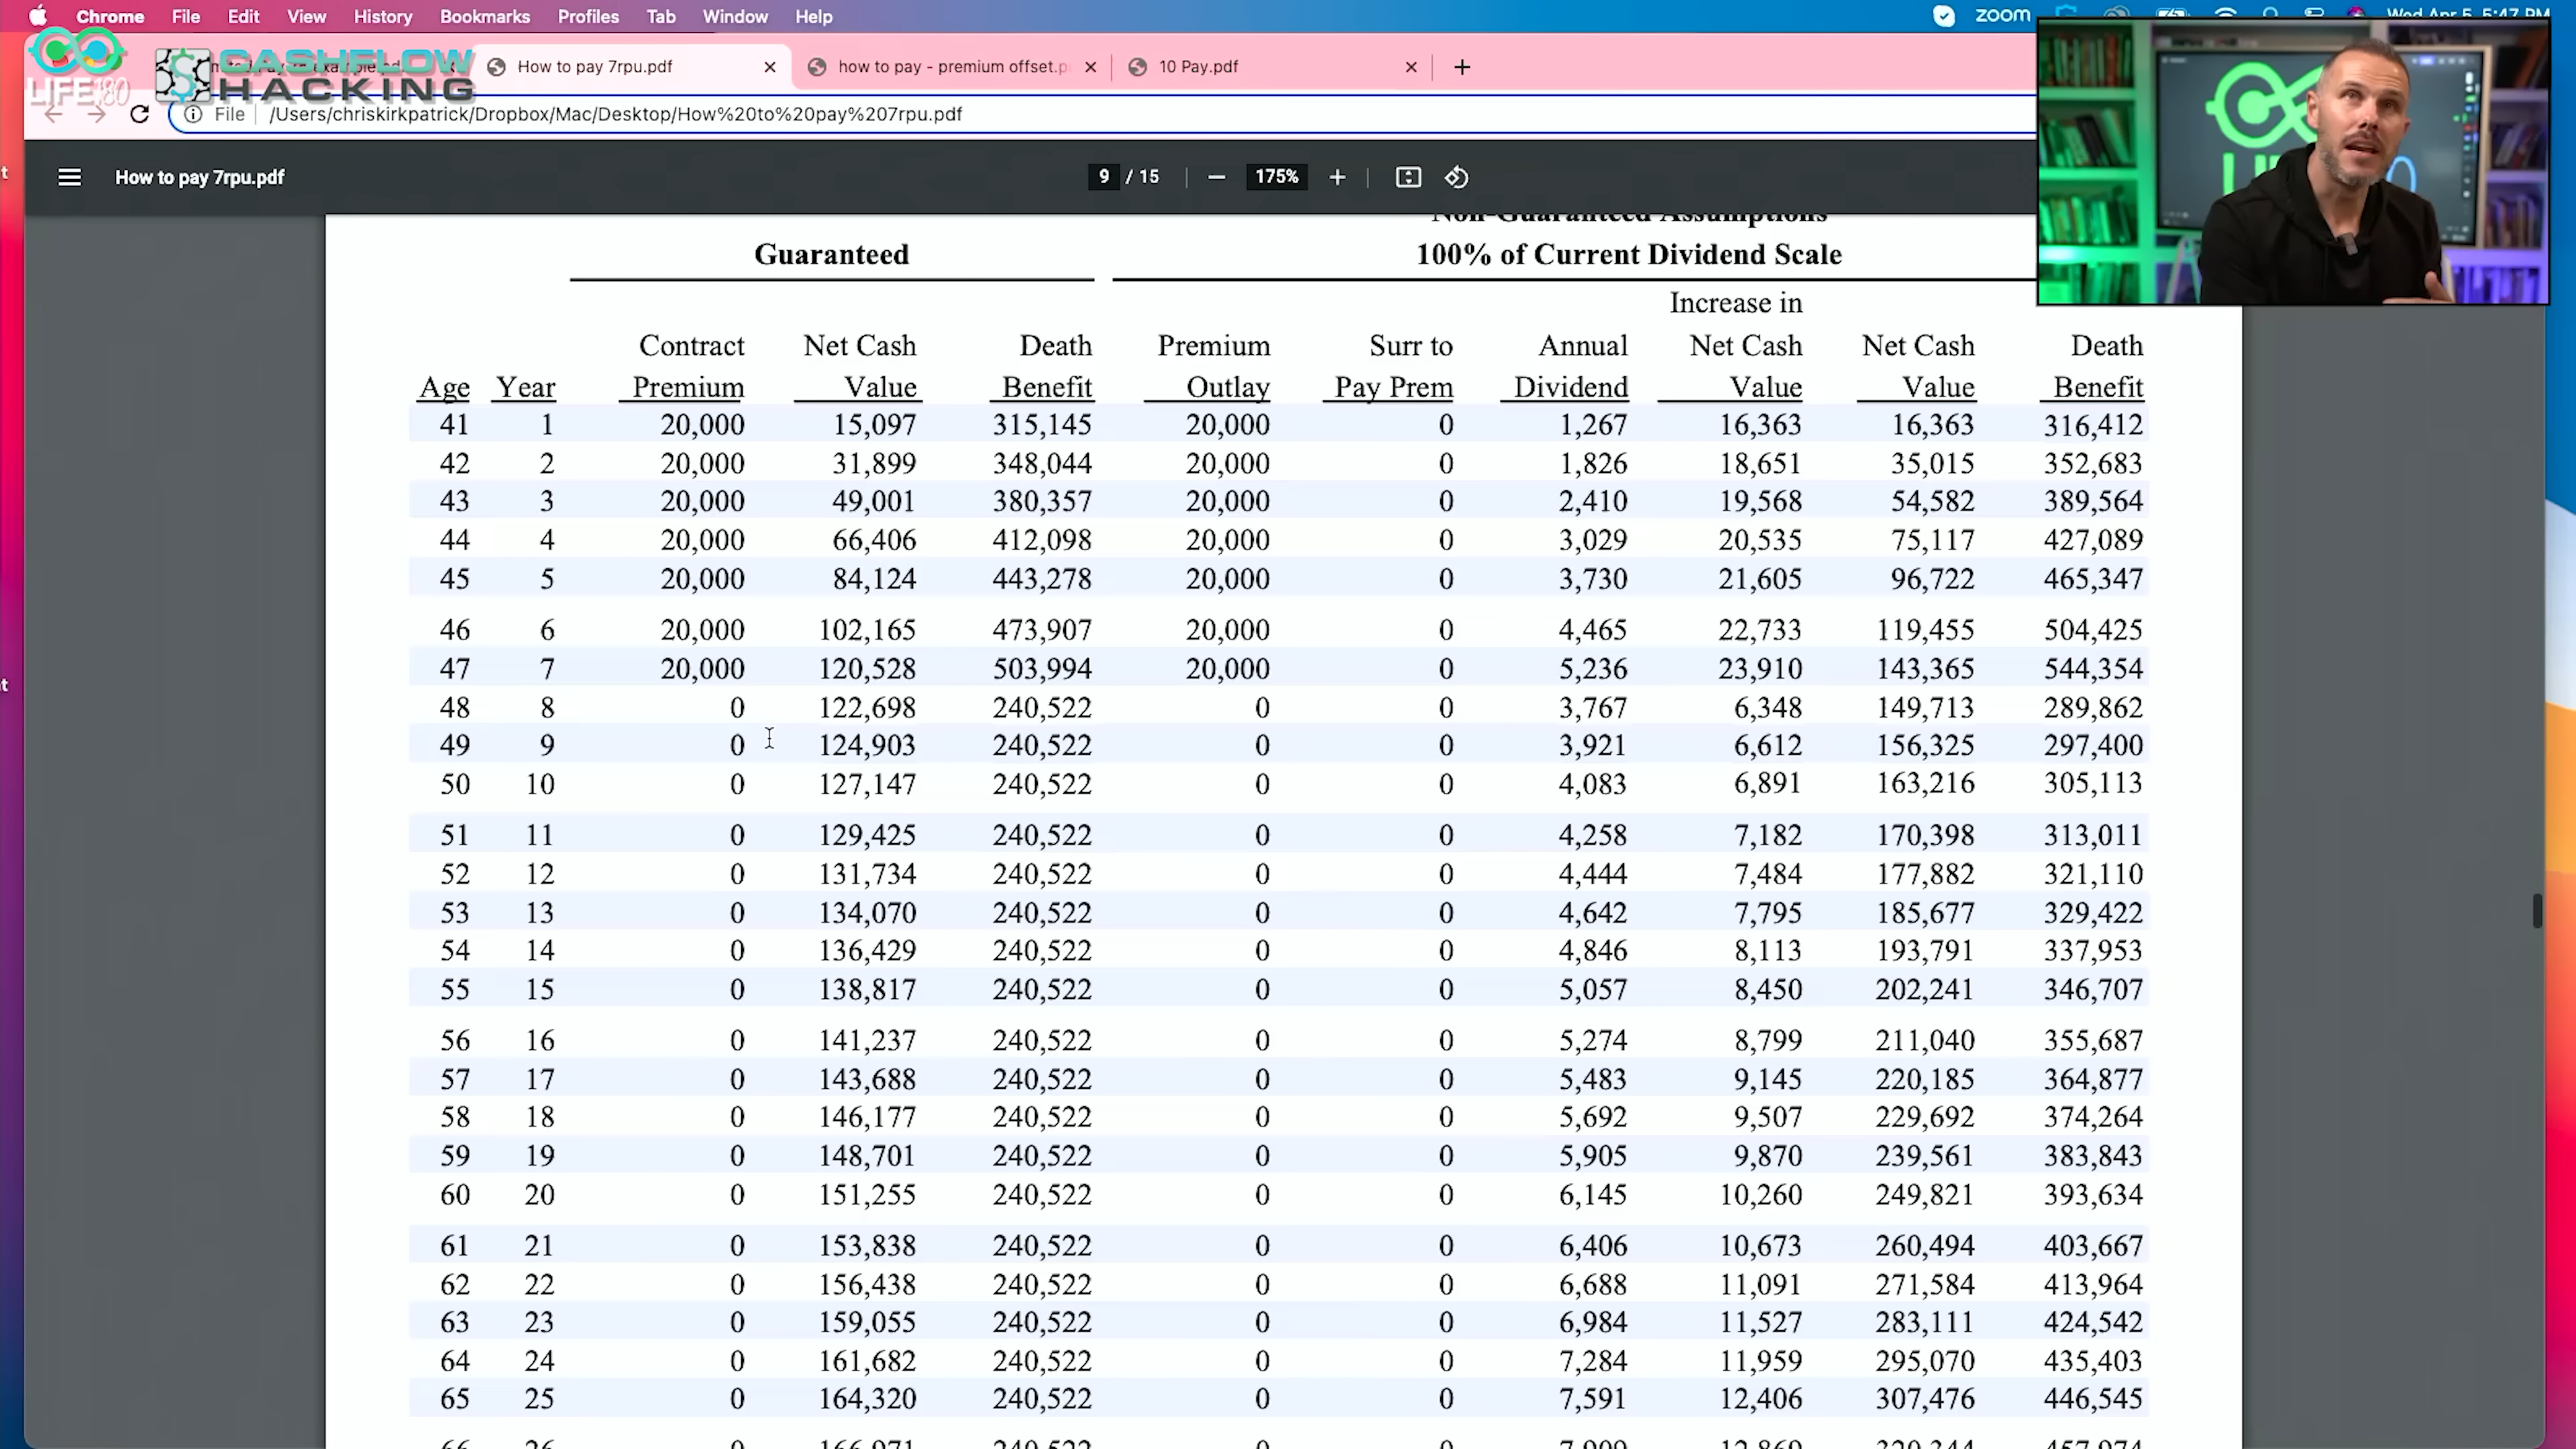 Chrome File Edit View History Bookmarks Profiles Tab Window Help zoom Wed Apr 5 5:47 PM
LIFE180 CASHFLOW HACKING
How to pay 7rpu.pdf how to pay - premium offset.p 10 Pay.pdf
File /Users/chriskirkpatrick/Dropbox/Mac/Desktop/How%20to%20pay%207rpu.pdf
How to pay 7rpu.pdf 9 / 15 175%
Non-Guaranteed Assumptions
Guaranteed 100% of Current Dividend Scale
Increase in
Contract Net Cash Death Premium Surr to Annual Net Cash Net Cash Death
Age Year Premium Value Benefit Outlay Pay Prem Dividend Value Value Benefit
41 1 20,000 15,097 315,145 20,000 0 1,267 16,363 16,363 316,412
42 2 20,000 31,899 348,044 20,000 0 1,826 18,651 35,015 352,683
43 3 20,000 49,001 380,357 20,000 0 2,410 19,568 54,582 389,564
44 4 20,000 66,406 412,098 20,000 0 3,029 20,535 75,117 427,089
45 5 20,000 84,124 443,278 20,000 0 3,730 21,605 96,722 465,347
46 6 20,000 102,165 473,907 20,000 0 4,465 22,733 119,455 504,425
47 7 20,000 120,528 503,994 20,000 0 5,236 23,910 143,365 544,354
48 8 0 122,698 240,522 0 0 3,767 6,348 149,713 289,862
49 9 0 124,903 240,522 0 0 3,921 6,612 156,325 297,400
50 10 0 127,147 240,522 0 0 4,083 6,891 163,216 305,113
51 11 0 129,425 240,522 0 0 4,258 7,182 170,398 313,011
52 12 0 131,734 240,522 0 0 4,444 7,484 177,882 321,110
53 13 0 134,070 240,522 0 0 4,642 7,795 185,677 329,422
54 14 0 136,429 240,522 0 0 4,846 8,113 193,791 337,953
55 15 0 138,817 240,522 0 0 5,057 8,450 202,241 346,707
56 16 0 141,237 240,522 0 0 5,274 8,799 211,040 355,687
57 17 0 143,688 240,522 0 0 5,483 9,145 220,185 364,877
58 18 0 146,177 240,522 0 0 5,692 9,507 229,692 374,264
59 19 0 148,701 240,522 0 0 5,905 9,870 239,561 383,843
60 20 0 151,255 240,522 0 0 6,145 10,260 249,821 393,634
61 21 0 153,838 240,522 0 0 6,406 10,673 260,494 403,667
62 22 0 156,438 240,522 0 0 6,688 11,091 271,584 413,964
63 23 0 159,055 240,522 0 0 6,984 11,527 283,111 424,542
64 24 0 161,682 240,522 0 0 7,284 11,959 295,070 435,403
65 25 0 164,320 240,522 0 0 7,591 12,406 307,476 446,545